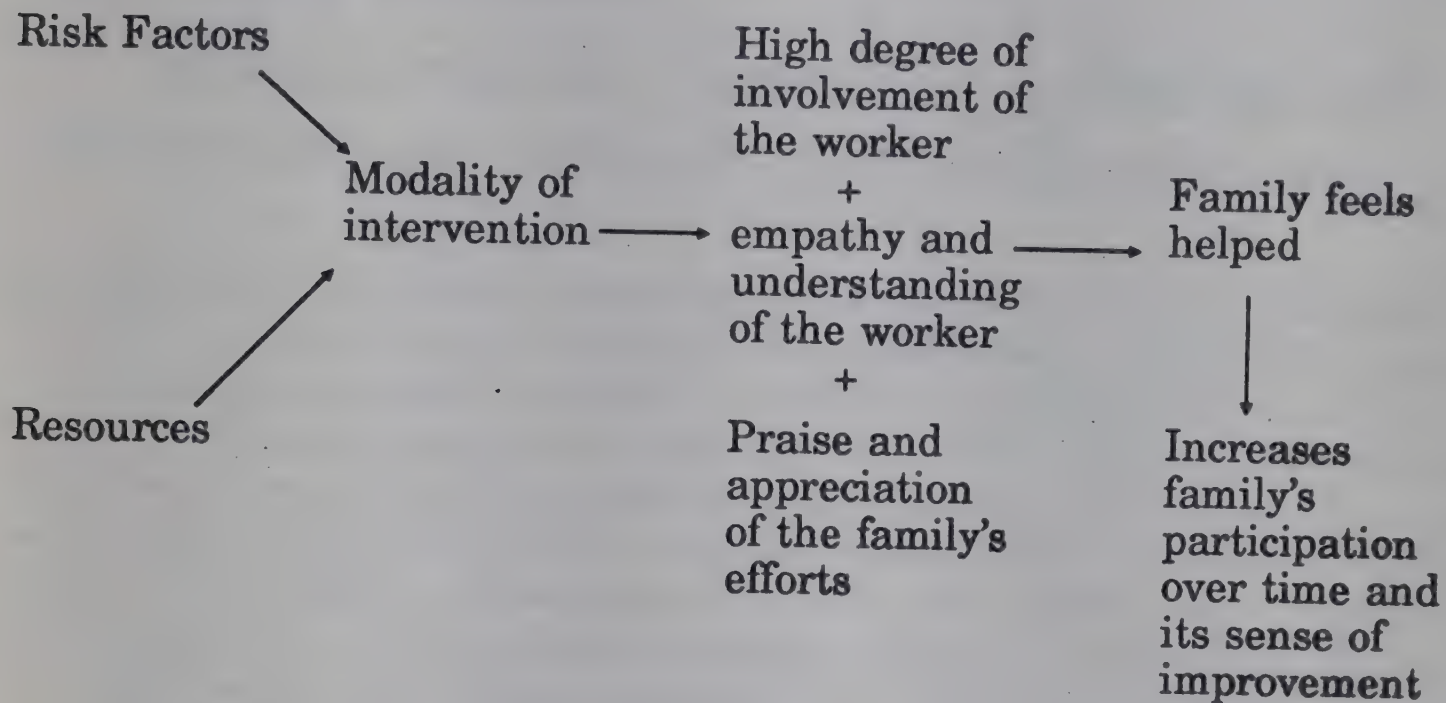 Risk Factors
Resources
Modality of
intervention
High degree of
involvement of
the worker
+
empathy and
understanding
of the worker
+
Praise and
appreciation
of the family's
efforts
Family feels
helped
Increases
family's
participation
over time and
its sense of
improvement